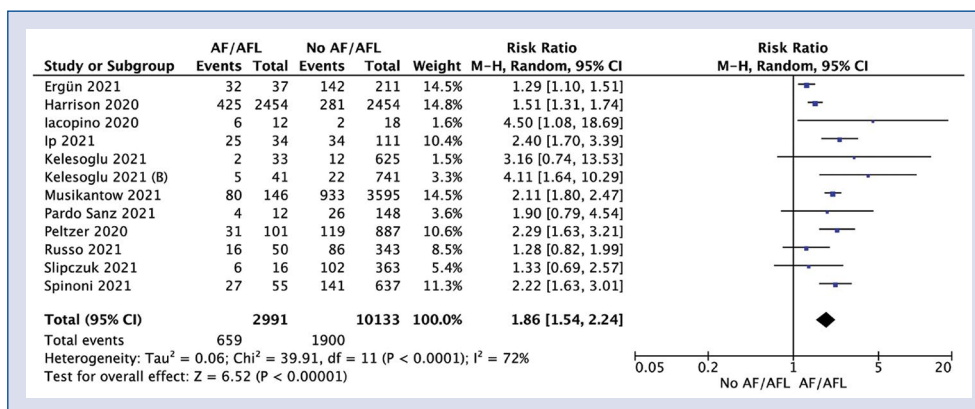 AF/AFL No AF/AFL Risk Ratio Risk Ratio
Study or Subgroup Events Total Events Total Weight M-H, Random, 95% CI M-H, Random, 95% CI
Ergün 2021 32 37 142 211 14.5% 1.29 [1.10, 1.51]
Harrison 2020 425 2454 281 2454 14.8% 1.51 [1.31, 1.74]
Iacopino 2020 6 12 2 18 1.6% 4.50 [1.08, 18.69]
Ip 2021 25 34 34 111 10.4% 2.40 [1.70, 3.39]
Kelesoglu 2021 2 33 12 625 1.5% 3.16 [0.74, 13.53]
Kelesoglu 2021 (B) 5 41 22 741 3.3% 4.11 [1.64, 10.29]
Musikantow 2021 80 146 933 3595 14.5% 2.11 [1.80, 2.47]
Pardo Sanz 2021 4 12 26 148 3.6% 1.90 [0.79, 4.54]
Peltzer 2020 31 101 119 887 10.6% 2.29 [1.63, 3.21]
Russo 2021 16 50 86 343 8.5% 1.28 [0.82, 1.99]
Slipczuk 2021 6 16 102 363 5.4% 1.33 [0.69, 2.57]
Spinoni 2021 27 55 141 637 11.3% 2.22 [1.63, 3.01]
Total (95% CI) 2991 10133 100.0% 1.86 [1.54, 2.24]
Total events 659 1900
Heterogeneity: Tau² = 0.06; Chi² = 39.91, df = 11 (P < 0.0001); I² = 72%
Test for overall effect: Z = 6.52 (P < 0.00001)
0.05 0.2 1 5 20
No AF/AFL AF/AFL